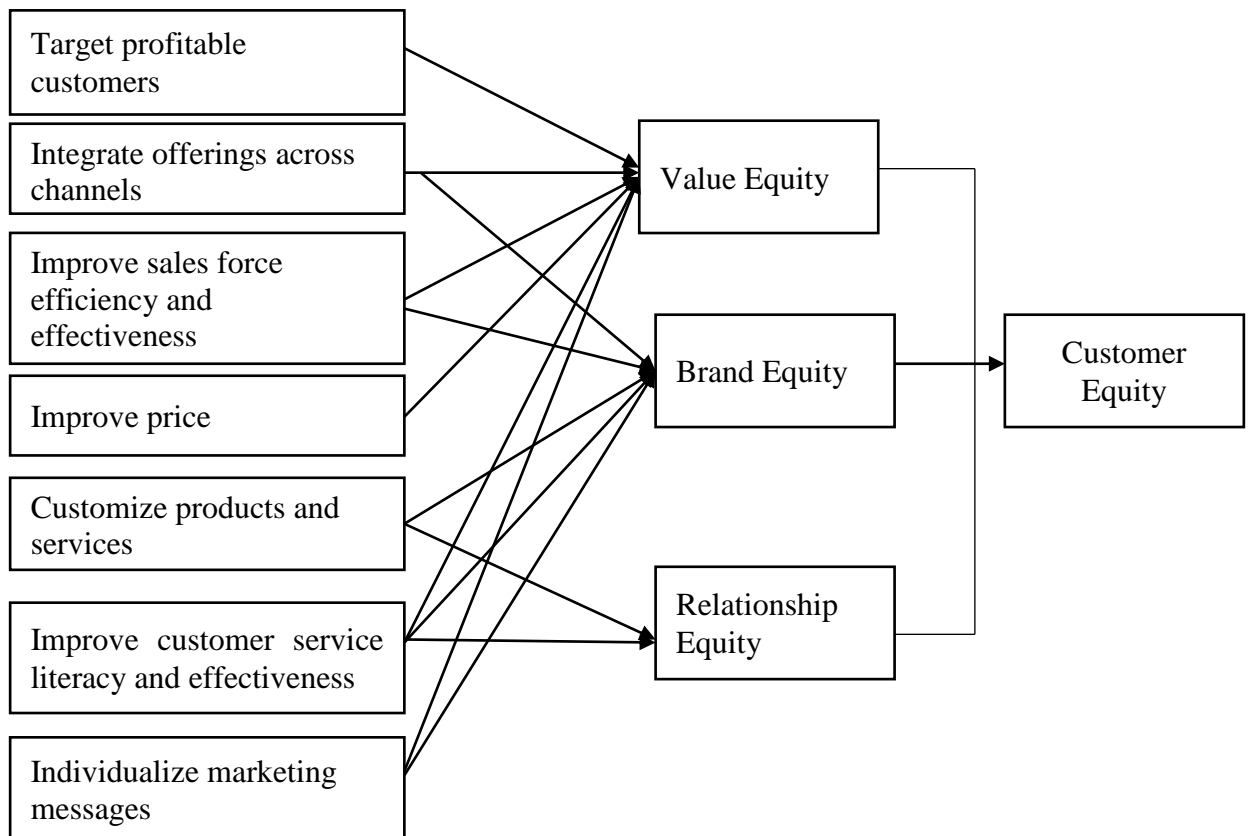 Target profitable
customers
Integrate offerings across
channels
Improve sales force
efficiency and
effectiveness
Improve price
Customize products and
services
Improve customer service
literacy and effectiveness
Individualize marketing
messages
Value Equity
Brand Equity
Relationship
Equity
Customer
Equity